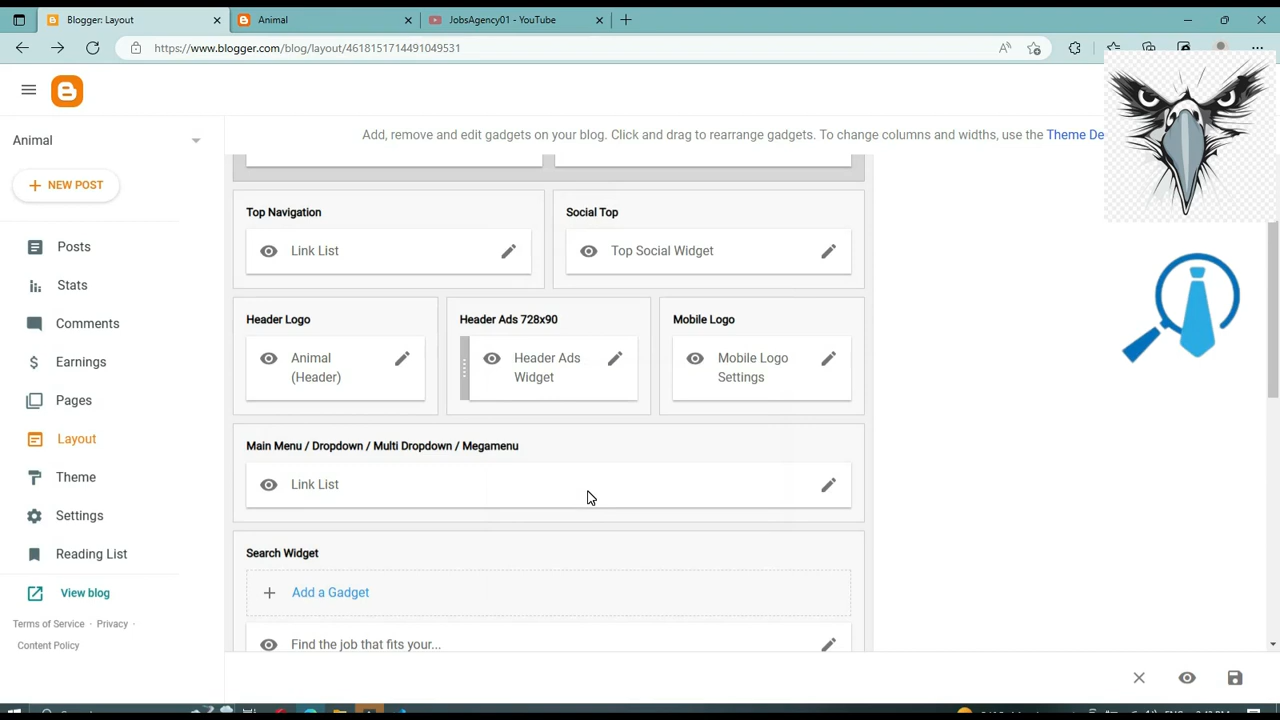 Blogger: Layout
Animal
JobsAgency01 - YouTube
https://www.blogger.com/blog/layout/4618151714491049531
Animal
Add, remove and edit gadgets on your blog. Click and drag to rearrange gadgets. To change columns and widths, use the Theme De
NEW POST
Posts
Stats
Comments
Earnings
Pages
Layout
Theme
Settings
Reading List
View blog
Terms of Service · Privacy ·
Content Policy
Top Navigation
Social Top
Link List
Top Social Widget
Header Logo
Header Ads 728x90
Mobile Logo
Animal
(Header)
Header Ads
Widget
Mobile Logo
Settings
Main Menu / Dropdown / Multi Dropdown / Megamenu
Link List
Search Widget
Add a Gadget
Find the job that fits your...